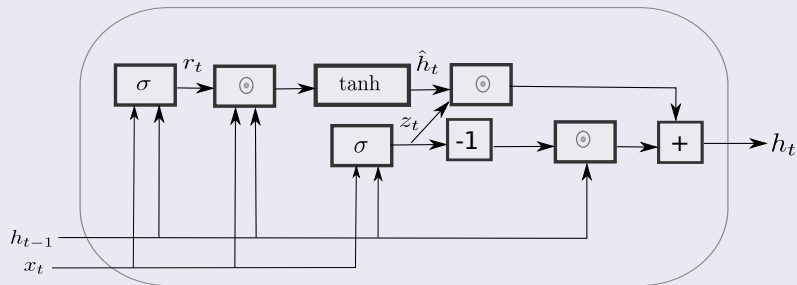 σ r_t ⊙ tanh ĥ_t ⊙
σ z_t -1 ⊙ + h_t
h_{t−1}
x_t